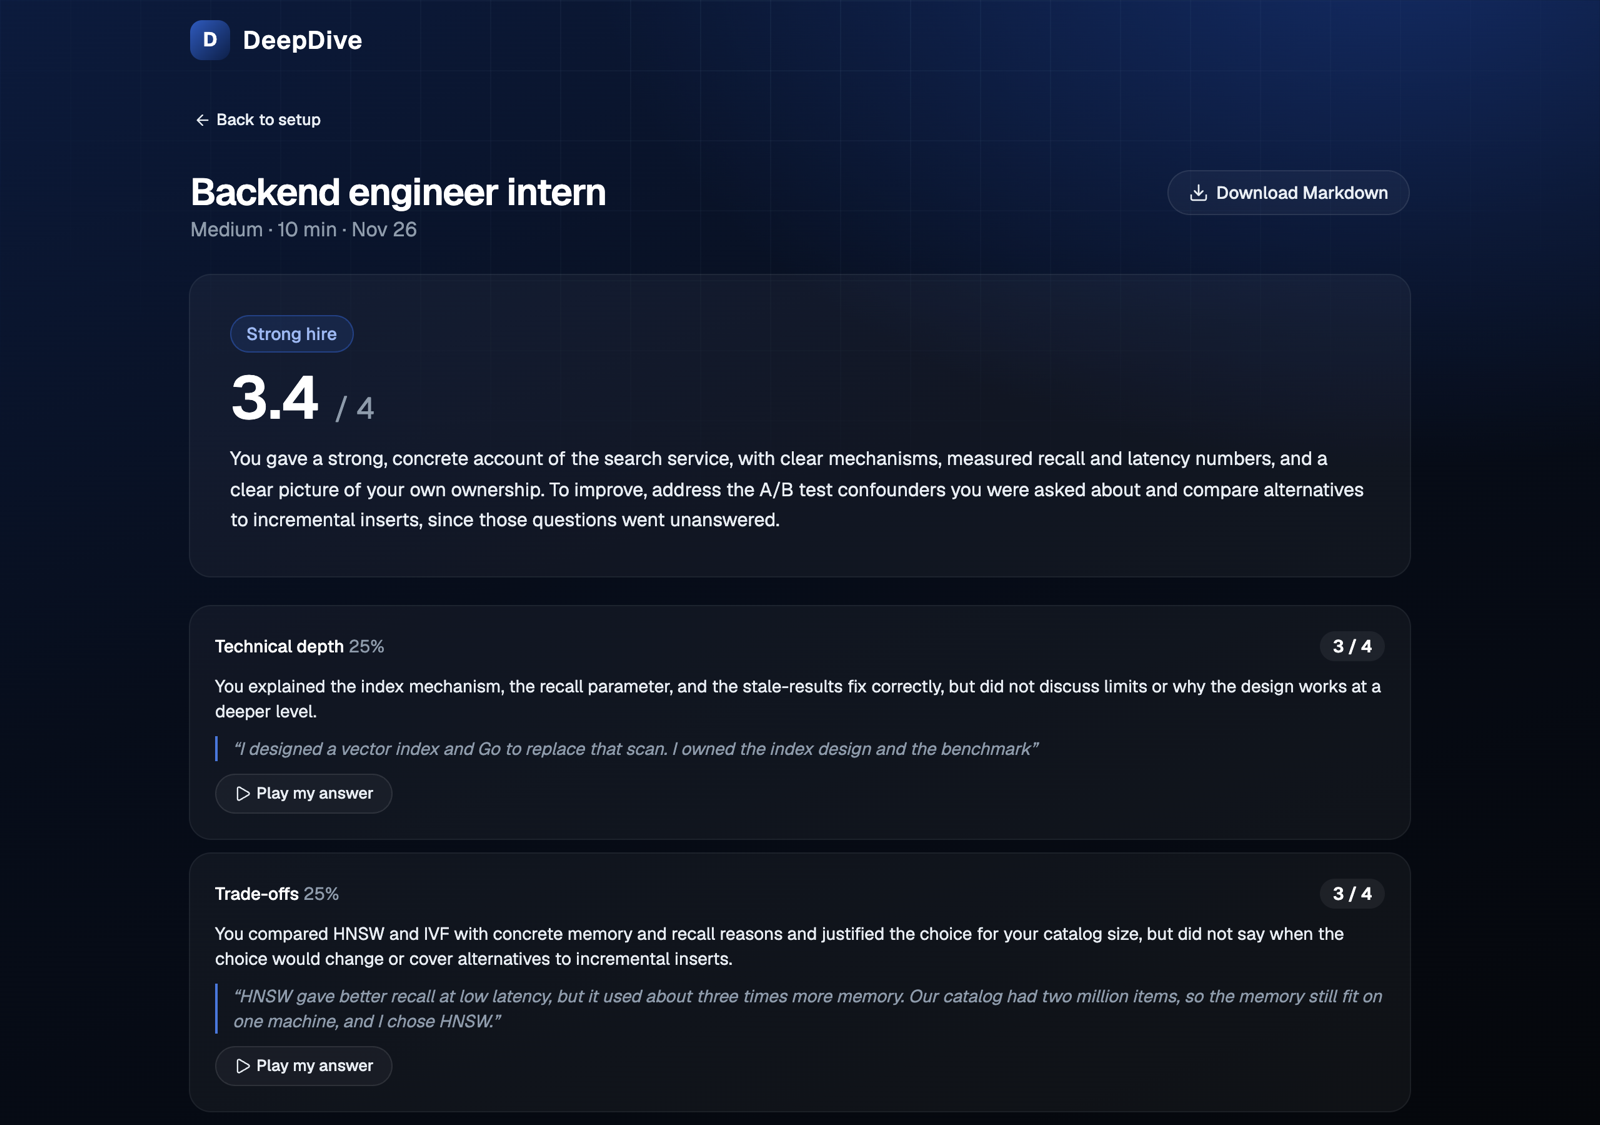 D DeepDive
← Back to setup
Backend engineer intern
Download Markdown
Medium · 10 min · Nov 26
Strong hire
3.4 / 4
You gave a strong, concrete account of the search service, with clear mechanisms, measured recall and latency numbers, and a
clear picture of your own ownership. To improve, address the A/B test confounders you were asked about and compare alternatives
to incremental inserts, since those questions went unanswered.
Technical depth 25%
3 / 4
You explained the index mechanism, the recall parameter, and the stale-results fix correctly, but did not discuss limits or why the design works at a
deeper level.
“I designed a vector index and Go to replace that scan. I owned the index design and the benchmark”
Play my answer
Trade-offs 25%
3 / 4
You compared HNSW and IVF with concrete memory and recall reasons and justified the choice for your catalog size, but did not say when the
choice would change or cover alternatives to incremental inserts.
“HNSW gave better recall at low latency, but it used about three times more memory. Our catalog had two million items, so the memory still fit on
one machine, and I chose HNSW.”
Play my answer